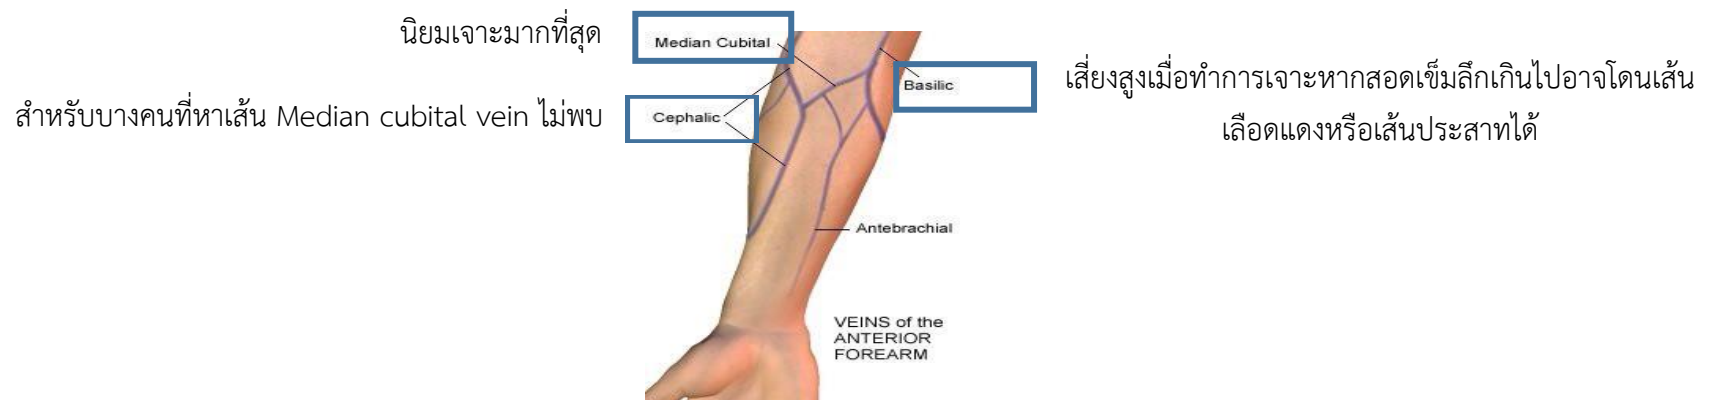 นิยมเจาะมากที่สุด
Median Cubital
เสี่ยงสูงเมื่อทำการเจาะหากสอดเข็มลึกเกินไปอาจโดนเส้น
Basilic
สำหรับบางคนที่หาเส้น Median cubital vein ไม่พบ
Cephalic
เลือดแดงหรือเส้นประสาทได้
Antebrachial
VEINS of the
ANTERIOR
FOREARM